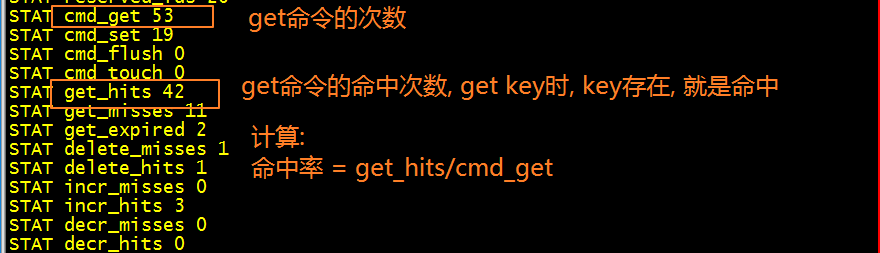 STAT reserved_fds 20
STAT cmd_get 53
get命令的次数
STAT cmd_set 19
STAT cmd_flush 0
STAT cmd_touch 0
STAT get_hits 42
get命令的命中次数, get key时, key存在, 就是命中
STAT get_misses 11
STAT get_expired 2
计算:
STAT delete_misses 1
STAT delete_hits 1
命中率 = get_hits/cmd_get
STAT incr_misses 0
STAT incr_hits 3
STAT decr_misses 0
STAT decr_hits 0